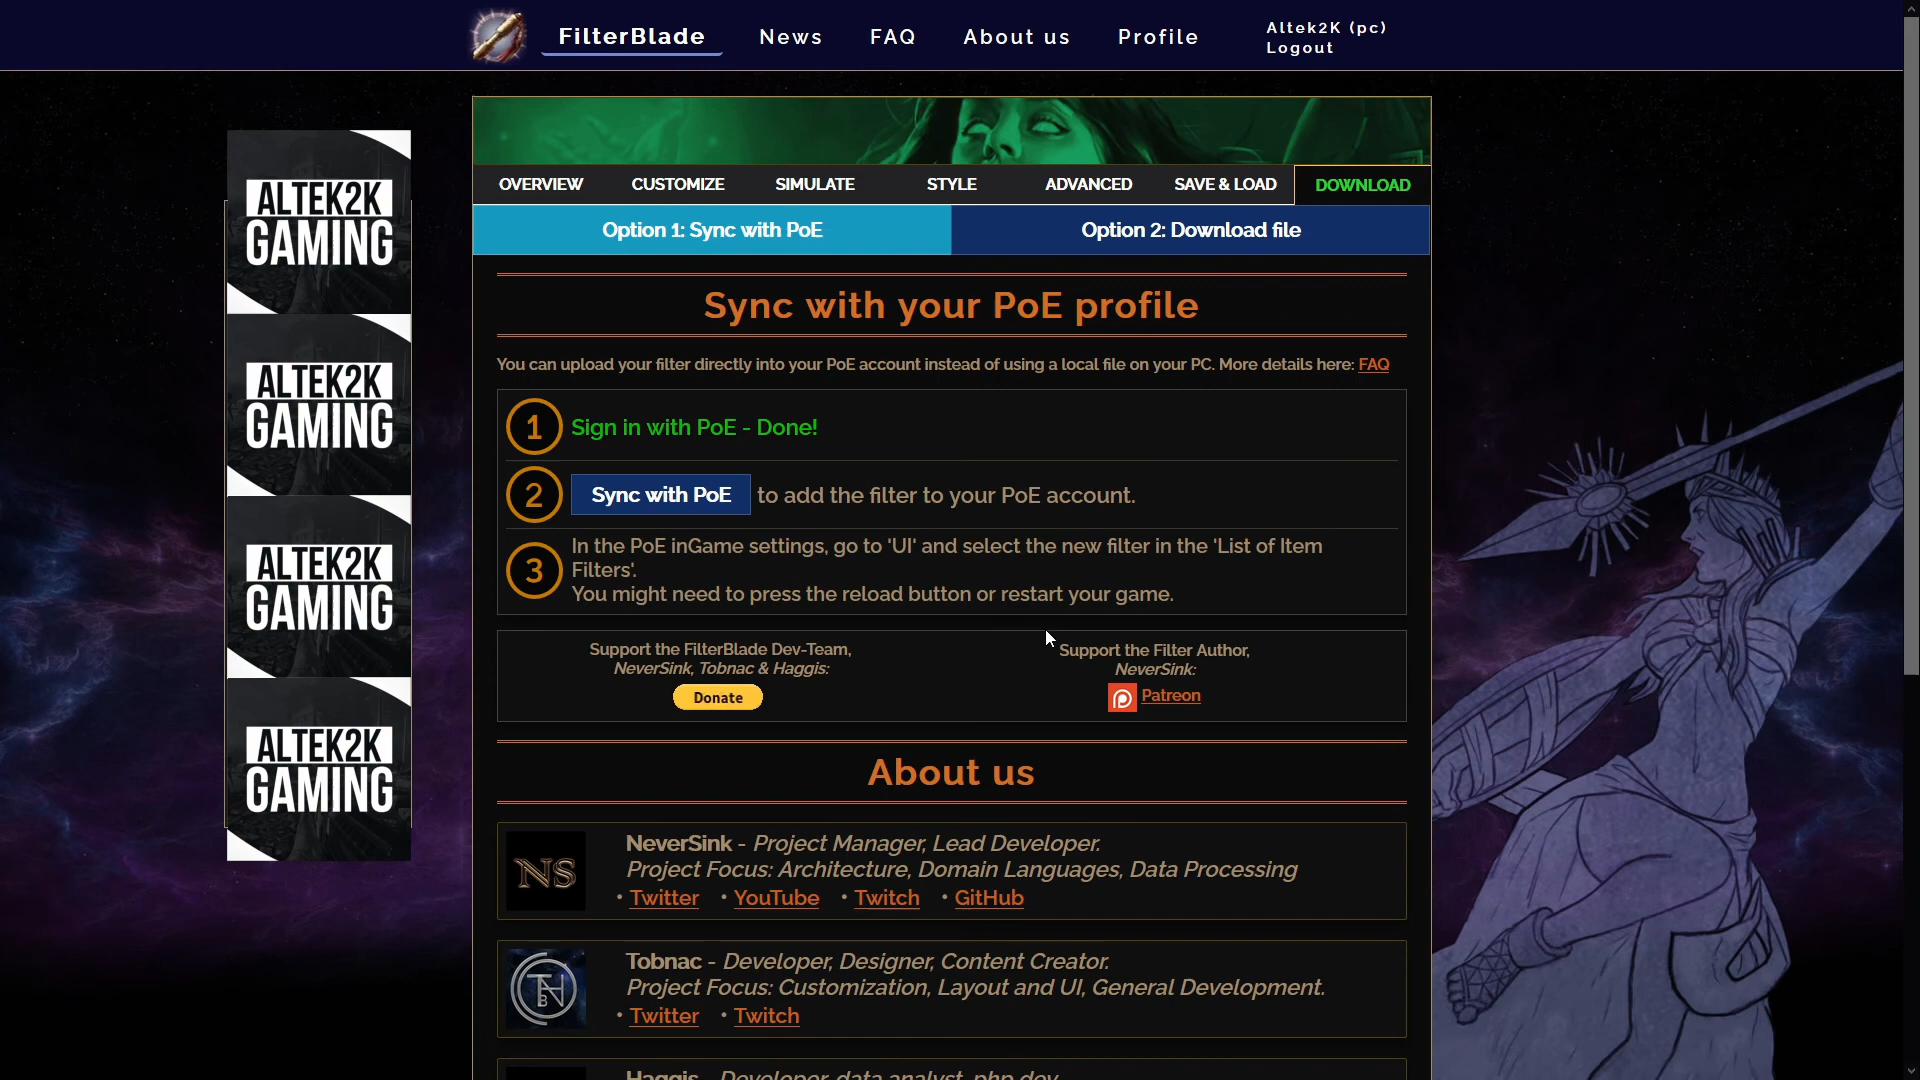 FilterBlade
News
FAQ
About us
Profile
Altek2K (pc)
Logout
ALTEK2K
GAMING
ALTEK2K
GAMING
ALTEK2K
GAMING
ALTEK2K
GAMING
OVERVIEW
CUSTOMIZE
SIMULATE
STYLE
ADVANCED
SAVE & LOAD
DOWNLOAD
Option 1: Sync with PoE
Option 2: Download file
Sync with your PoE profile
You can upload your filter directly into your PoE account instead of using a local file on your PC. More details here: FAQ
1 Sign in with PoE - Done!
2 Sync with PoE to add the filter to your PoE account.
3 In the PoE inGame settings, go to 'UI' and select the new filter in the 'List of Item
Filters'.
You might need to press the reload button or restart your game.
Support the FilterBlade Dev-Team,
NeverSink, Tobnac & Haggis:
Donate
Support the Filter Author,
NeverSink:
Patreon
About us
NS
NeverSink - Project Manager, Lead Developer.
Project Focus: Architecture, Domain Languages, Data Processing
• Twitter • YouTube • Twitch • GitHub
Tobnac - Developer, Designer, Content Creator.
Project Focus: Customization, Layout and UI, General Development.
• Twitter • Twitch
Haggis - Developer, data analyst, php dev